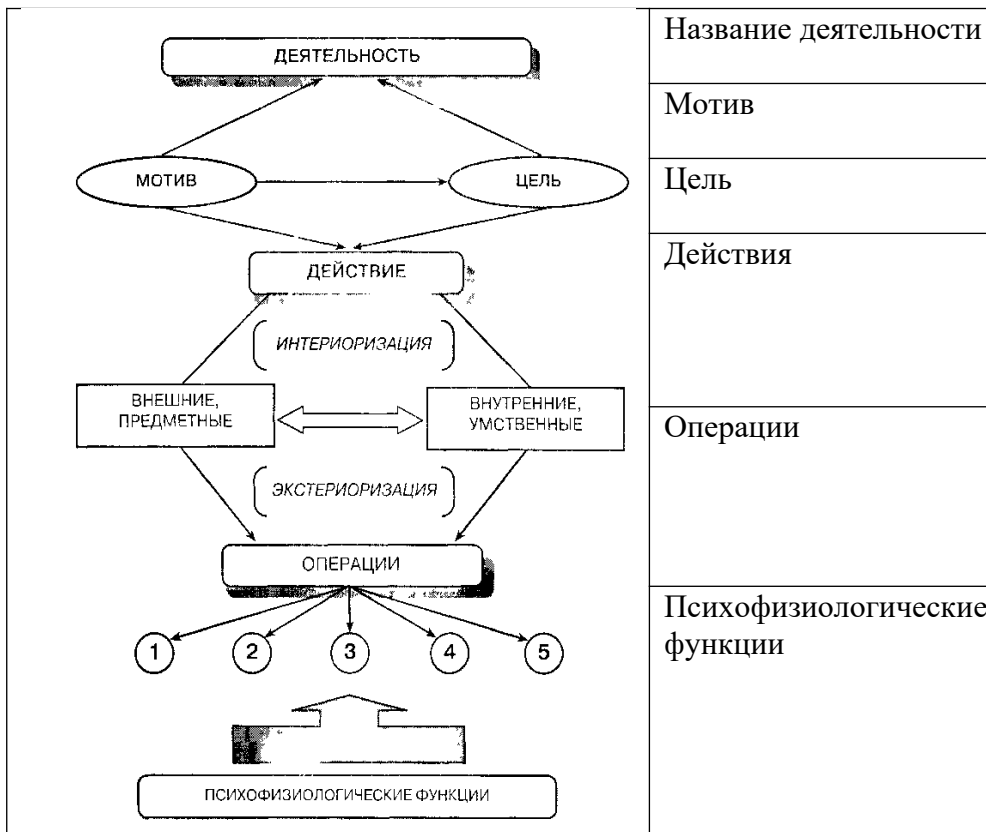 ДЕЯТЕЛЬНОСТЬ
МОТИВ
ЦЕЛЬ
ДЕЙСТВИЕ
ИНТЕРИОРИЗАЦИЯ
ВНЕШНИЕ,
ПРЕДМЕТНЫЕ
ВНУТРЕННИЕ,
УМСТВЕННЫЕ
ЭКСТЕРИОРИЗАЦИЯ
ОПЕРАЦИИ
1
2
3
4
5
ПСИХОФИЗИОЛОГИЧЕСКИЕ ФУНКЦИИ
Название деятельности
Мотив
Цель
Действия
Операции
Психофизиологические
функции